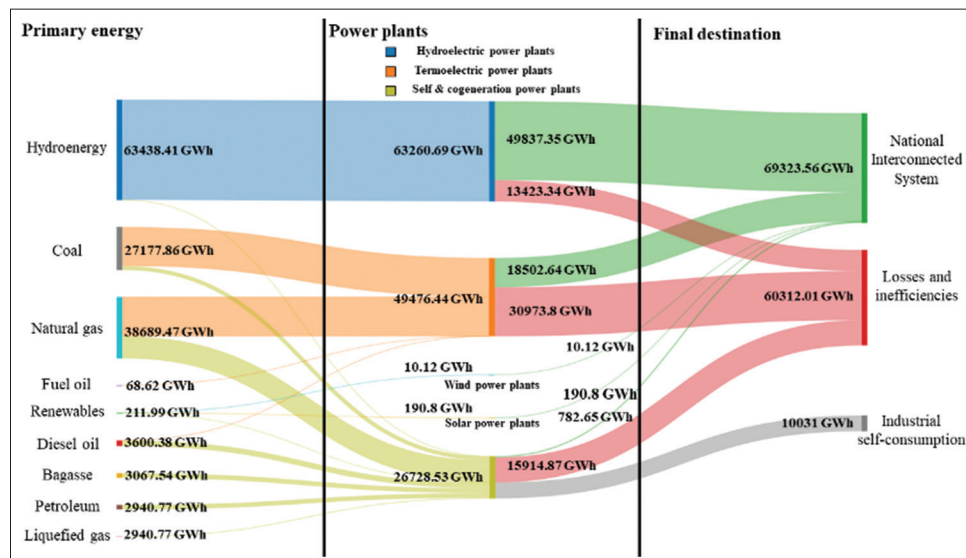 Primary energy
Power plants
Final destination
Hydroelectric power plants
Termoelectric power plants
Self & cogeneration power plants
Hydroenergy
63438.41 GWh
63260.69 GWh
49837.35 GWh
13423.34 GWh
National
Interconnected
System
69323.56 GWh
Coal
27177.86 GWh
49476.44 GWh
18502.64 GWh
30973.8 GWh
Losses and
inefficiencies
60312.01 GWh
Natural gas
38689.47 GWh
Fuel oil
68.62 GWh
10.12 GWh
Wind power plants
10.12 GWh
Renewables
211.99 GWh
190.8 GWh
Solar power plants
190.8 GWh
782.65 GWh
Diesel oil
3600.38 GWh
Bagasse
3067.54 GWh
26728.53 GWh
15914.87 GWh
10031 GWh
Industrial
self-consumption
Petroleum
2940.77 GWh
Liquefied gas
2940.77 GWh